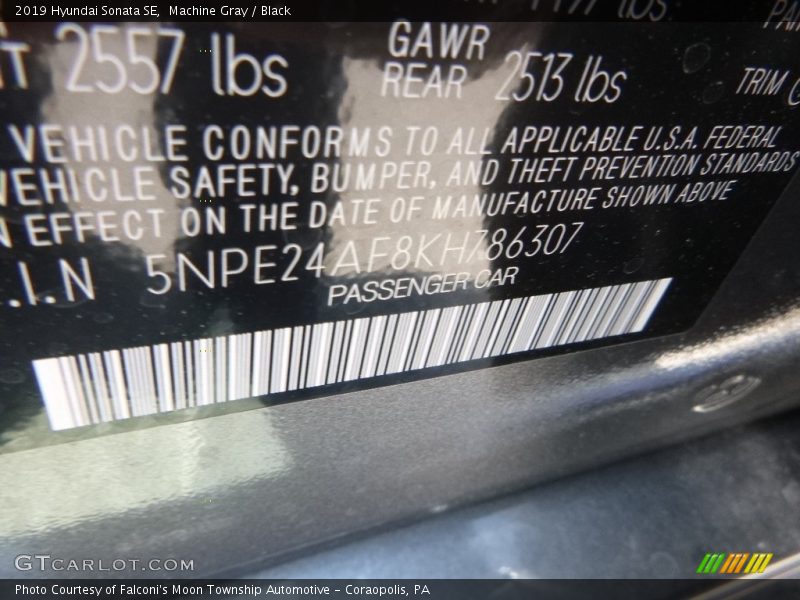 2019 Hyundai Sonata SE,  Machine Gray / Black
2557 lbs
GAWR
REAR
2513 lbs
TRIM
VEHICLE CONFORMS TO ALL APPLICABLE U.S.A. FEDERAL
VEHICLE SAFETY, BUMPER, AND THEFT PREVENTION STANDARDS
N EFFECT ON THE DATE OF MANUFACTURE SHOWN ABOVE
.I.N 5NPE24AF8KH786307
PASSENGER CAR
GTCARLOT.COM
Photo Courtesy of Falconi's Moon Township Automotive – Coraopolis, PA